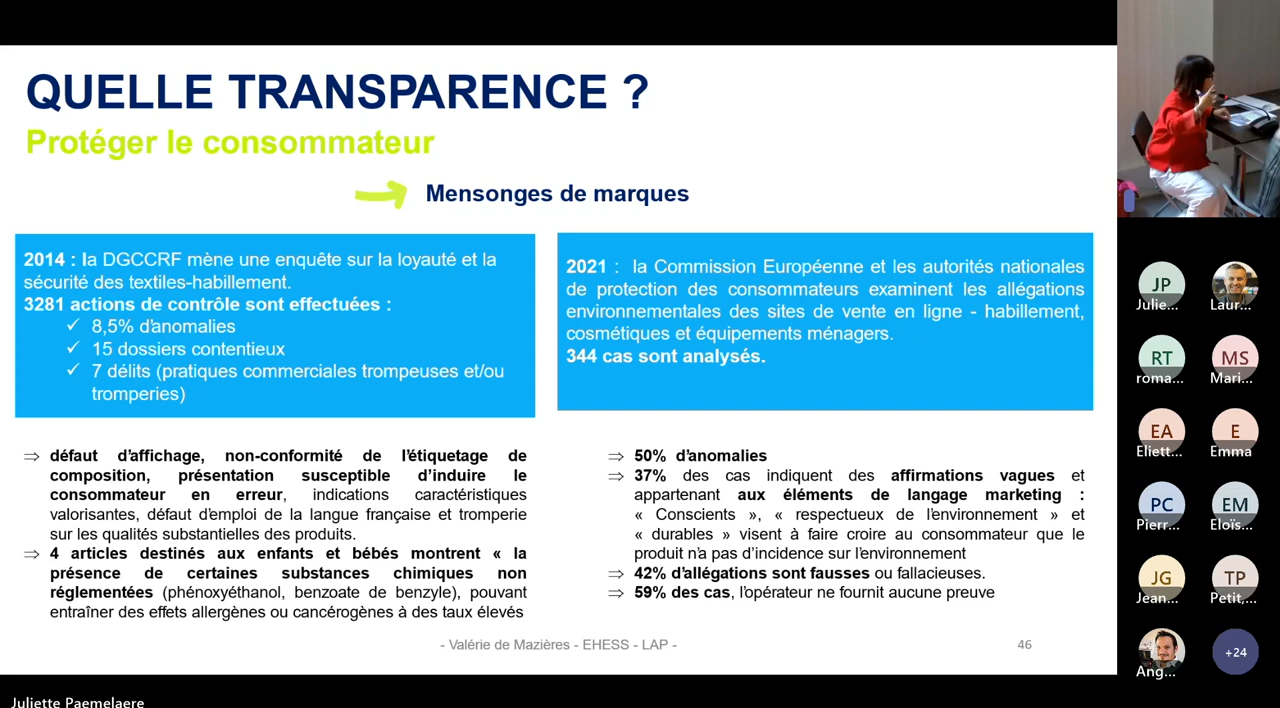 QUELLE TRANSPARENCE ?
Protéger le consommateur
Mensonges de marques
2014 : la DGCCRF mène une enquête sur la loyauté et la
sécurité des textiles-habillement.
3281 actions de contrôle sont effectuées :
✓ 8,5% d'anomalies
✓ 15 dossiers contentieux
✓ 7 délits (pratiques commerciales trompeuses et/ou
tromperies)
2021 : la Commission Européenne et les autorités nationales
de protection des consommateurs examinent les allégations
environnementales des sites de vente en ligne - habillement,
cosmétiques et équipements ménagers.
344 cas sont analysés.
⇒ défaut d'affichage, non-conformité de l'étiquetage de
composition, présentation susceptible d'induire le
consommateur en erreur, indications caractéristiques
valorisantes, défaut d'emploi de la langue française et tromperie
sur les qualités substantielles des produits.
⇒ 4 articles destinés aux enfants et bébés montrent « la
présence de certaines substances chimiques non
réglementées (phénoxyéthanol, benzoate de benzyle), pouvant
entraîner des effets allergènes ou cancérogènes à des taux élevés
⇒ 50% d'anomalies
⇒ 37% des cas indiquent des affirmations vagues et
appartenant aux éléments de langage marketing :
« Conscients », « respectueux de l'environnement » et
« durables » visent à faire croire au consommateur que le
produit n'a pas d'incidence sur l'environnement
⇒ 42% d'allégations sont fausses ou fallacieuses.
⇒ 59% des cas, l'opérateur ne fournit aucune preuve
- Valérie de Mazières - EHESS - LAP -
46
JP
Julie...
Laur...
RT
roma...
MS
Mari...
EA
Eliett...
E
Emma
PC
Pierr...
EM
Eloïs...
JG
Jean...
TP
Petit,...
Ang...
+24
Juliette Paemelaere